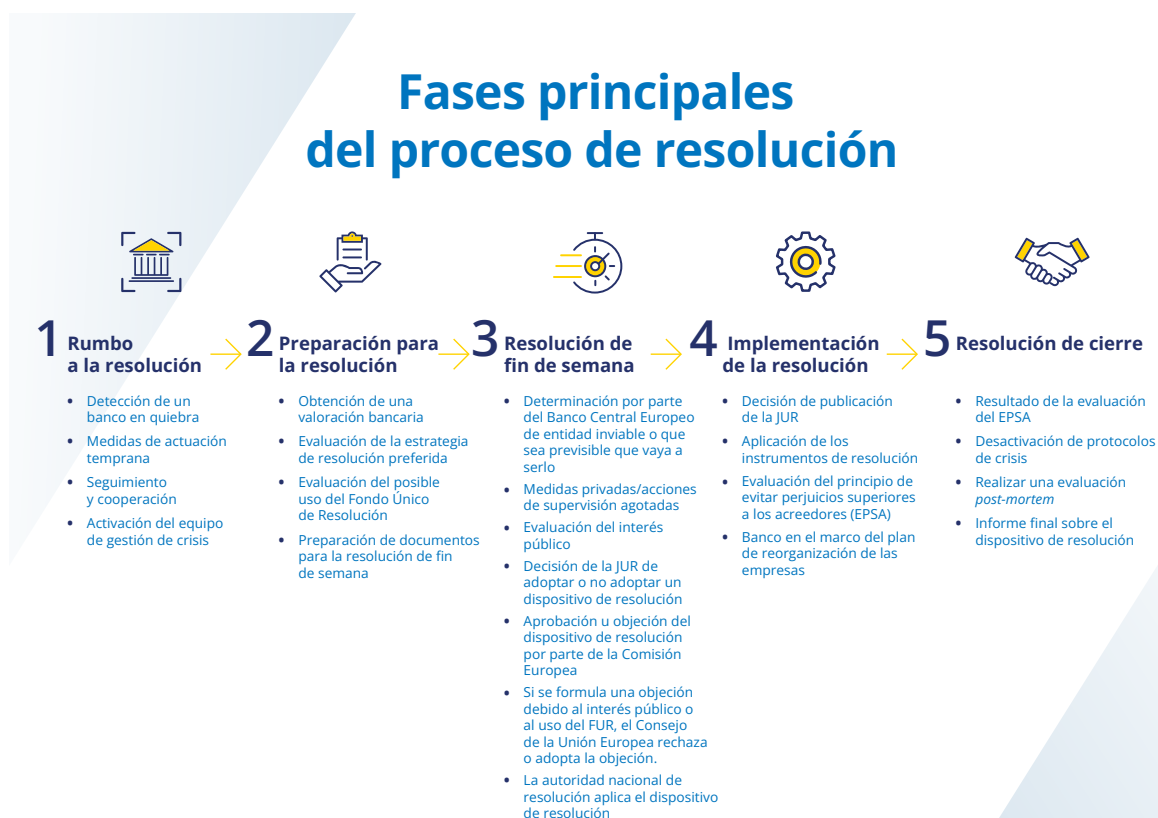 Fases principales
del proceso de resolución
1 Rumbo
a la resolución
Detección de un
banco en quiebra
Medidas de actuación
temprana
Seguimiento
y cooperación
Activación del equipo
de gestión de crisis
2 Preparación para
la resolución
Obtención de una
valoración bancaria
Evaluación de la estrategia
de resolución preferida
Evaluación del posible
uso del Fondo Único
de Resolución
Preparación de documentos
para la resolución de fin
de semana
3 Resolución de
fin de semana
Determinación por parte
del Banco Central Europeo
de entidad inviable o que
sea previsible que vaya a
serlo
Medidas privadas/acciones
de supervisión agotadas
Evaluación del interés
público
Decisión de la JUR de
adoptar o no adoptar un
dispositivo de resolución
Aprobación u objeción del
dispositivo de resolución
por parte de la Comisión
Europea
Si se formula una objeción
debido al interés público o
al uso del FUR, el Consejo
de la Unión Europea rechaza
o adopta la objeción.
La autoridad nacional de
resolución aplica el dispositivo
de resolución
4 Implementación
de la resolución
Decisión de publicación
de la JUR
Aplicación de los
instrumentos de resolución
Evaluación del principio de
evitar perjuicios superiores
a los acreedores (EPSA)
Banco en el marco del plan
de reorganización de las
empresas
5 Resolución de cierre
Resultado de la evaluación
del EPSA
Desactivación de protocolos
de crisis
Realizar una evaluación
post-mortem
Informe final sobre el
dispositivo de resolución